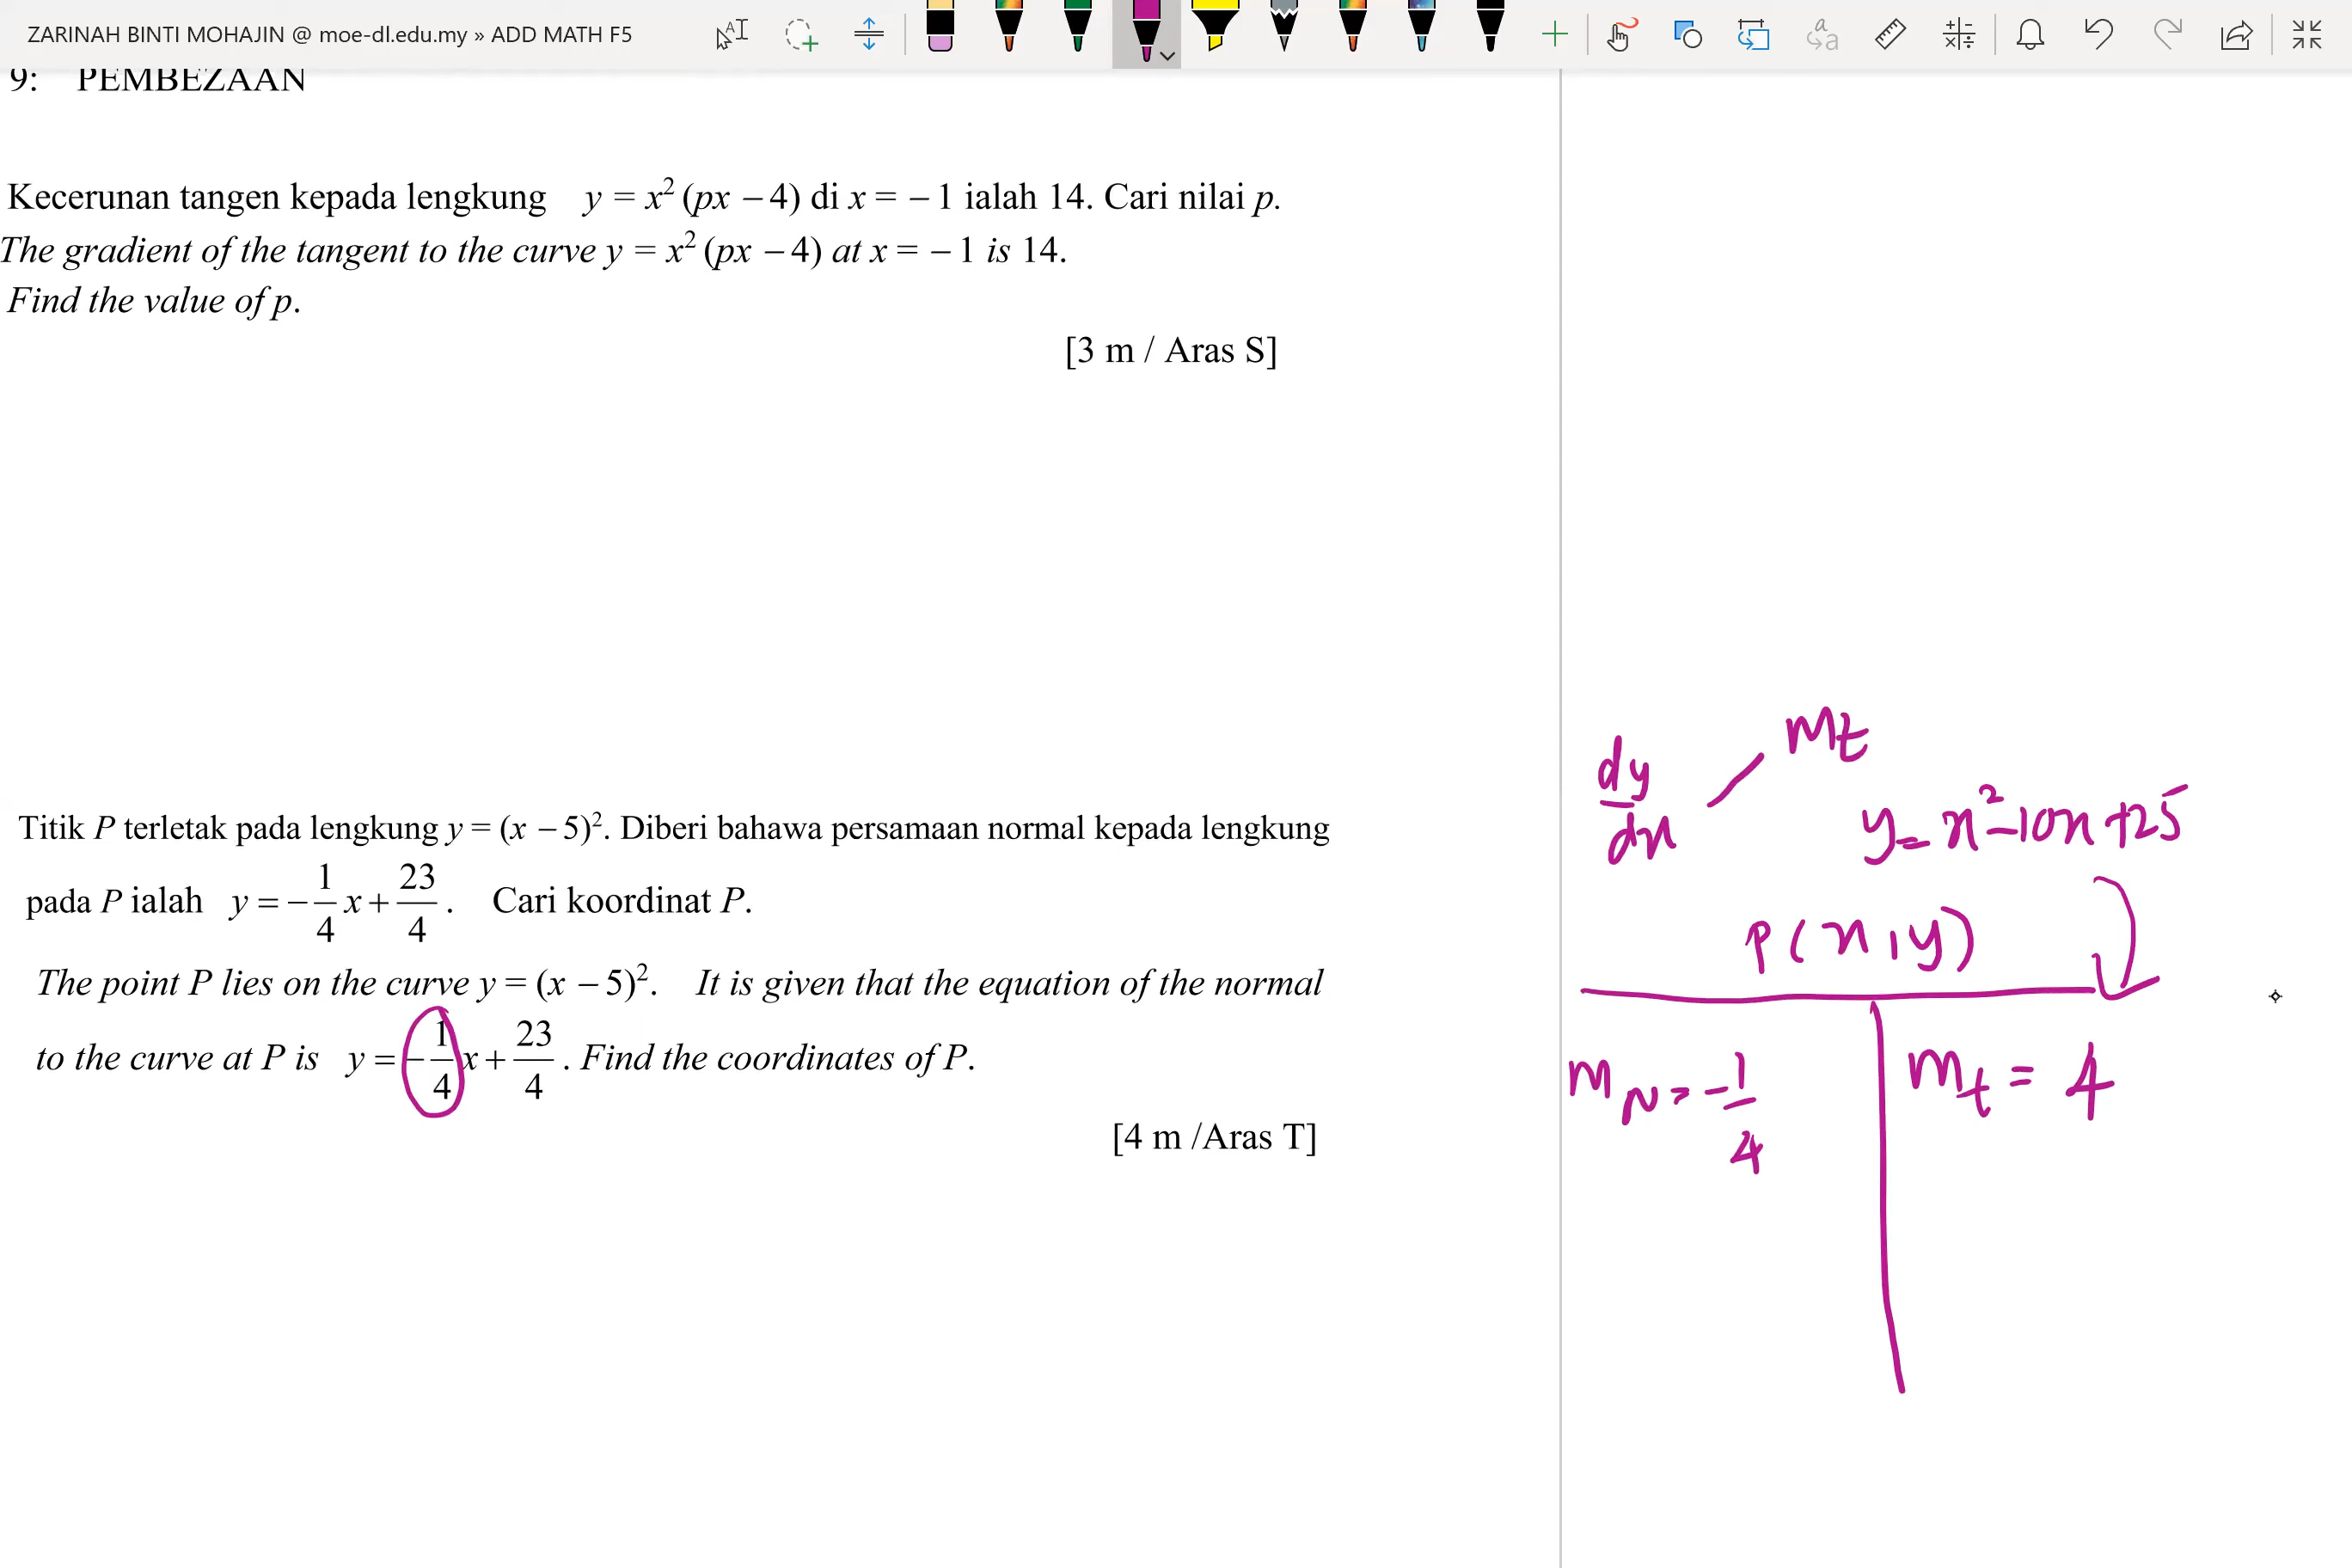 ZARINAH BINTI MOHAJIN @ moe-dl.edu.my » ADD MATH F5
9: PEMBEZAAN
Kecerunan tangen kepada lengkung y = x² (px – 4) di x = – 1 ialah 14. Cari nilai p.
The gradient of the tangent to the curve y = x² (px – 4) at x = – 1 is 14.
Find the value of p.
[3 m / Aras S]
Titik P terletak pada lengkung y = (x – 5)². Diberi bahawa persamaan normal kepada lengkung
pada P ialah y = –1/4 x + 23/4. Cari koordinat P.
The point P lies on the curve y = (x – 5)². It is given that the equation of the normal
to the curve at P is y = –1/4 x + 23/4. Find the coordinates of P.
[4 m /Aras T]
dy/dx
mt
y = x² – 10x + 25
P(x,y)
mN = –1/4
mt = 4